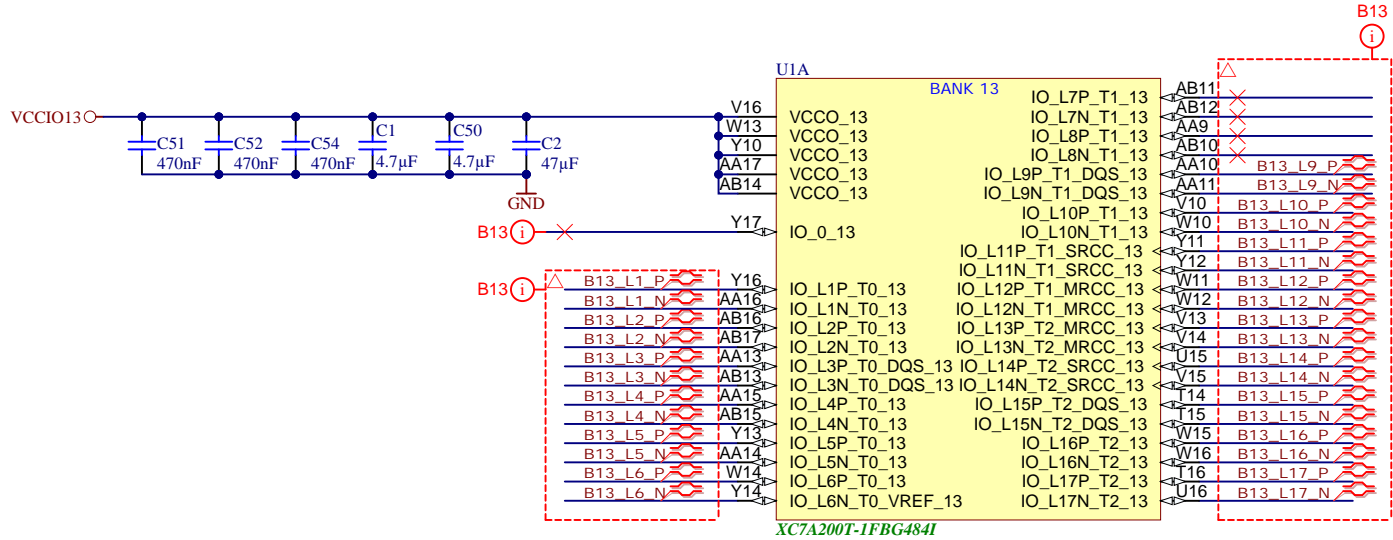 B13
i
U1A
BANK 13
VCCIO13
C51
470nF
C52
470nF
C54
470nF
C1
4.7µF
C50
4.7µF
C2
47µF
GND
V16 VCCO_13
W13 VCCO_13
Y10 VCCO_13
AA17 VCCO_13
AB14 VCCO_13
B13 i Y17 IO_0_13
B13 i
B13_L1_P Y16 IO_L1P_T0_13
B13_L1_N AA16 IO_L1N_T0_13
B13_L2_P AB16 IO_L2P_T0_13
B13_L2_N AB17 IO_L2N_T0_13
B13_L3_P AA13 IO_L3P_T0_DQS_13
B13_L3_N AB13 IO_L3N_T0_DQS_13
B13_L4_P AA15 IO_L4P_T0_13
B13_L4_N AB15 IO_L4N_T0_13
B13_L5_P Y13 IO_L5P_T0_13
B13_L5_N AA14 IO_L5N_T0_13
B13_L6_P W14 IO_L6P_T0_13
B13_L6_N Y14 IO_L6N_T0_VREF_13
IO_L7P_T1_13 AB11
IO_L7N_T1_13 AB12
IO_L8P_T1_13 AA9
IO_L8N_T1_13 AB10
IO_L9P_T1_DQS_13 AA10 B13_L9_P
IO_L9N_T1_DQS_13 AA11 B13_L9_N
IO_L10P_T1_13 V10 B13_L10_P
IO_L10N_T1_13 W10 B13_L10_N
IO_L11P_T1_SRCC_13 Y11 B13_L11_P
IO_L11N_T1_SRCC_13 Y12 B13_L11_N
IO_L12P_T1_MRCC_13 W11 B13_L12_P
IO_L12N_T1_MRCC_13 W12 B13_L12_N
IO_L13P_T2_MRCC_13 V13 B13_L13_P
IO_L13N_T2_MRCC_13 V14 B13_L13_N
IO_L14P_T2_SRCC_13 U15 B13_L14_P
IO_L14N_T2_SRCC_13 V15 B13_L14_N
IO_L15P_T2_DQS_13 T14 B13_L15_P
IO_L15N_T2_DQS_13 T15 B13_L15_N
IO_L16P_T2_13 W15 B13_L16_P
IO_L16N_T2_13 W16 B13_L16_N
IO_L17P_T2_13 T16 B13_L17_P
IO_L17N_T2_13 U16 B13_L17_N
XC7A200T-1FBG484I